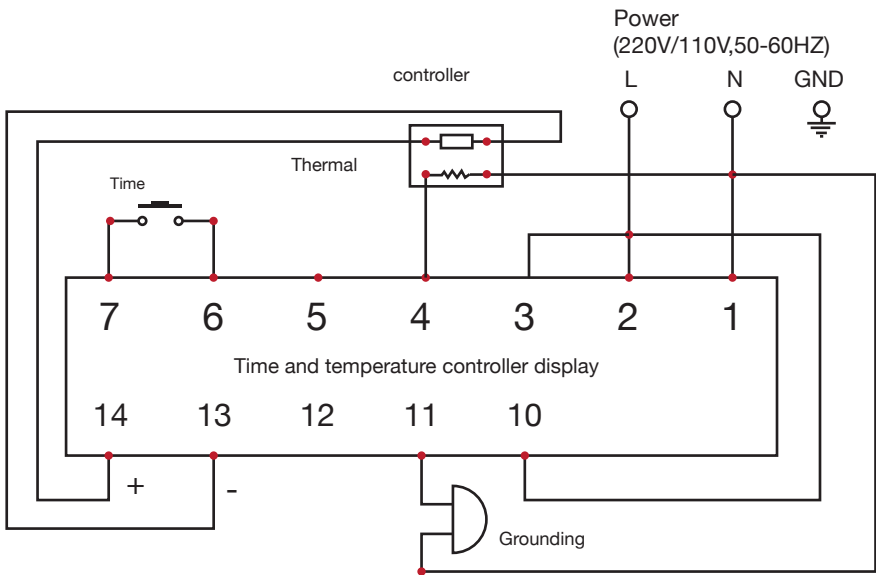 Power
(220V/110V,50-60HZ)
L N GND
controller
Thermal
Time
7 6 5 4 3 2 1
Time and temperature controller display
14 13 12 11 10
+ -
Grounding